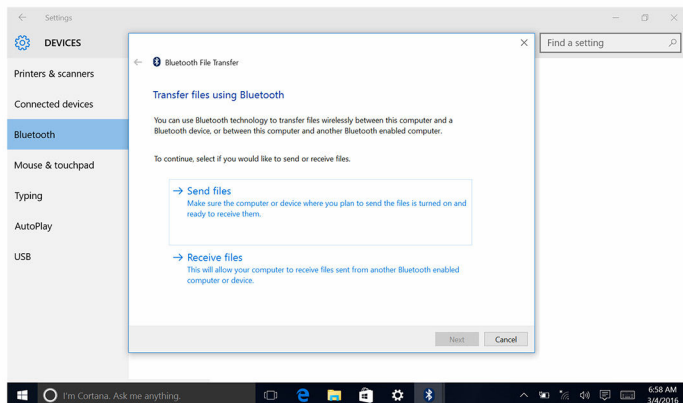 Settings
DEVICES
Find a setting
Printers & scanners
Connected devices
Bluetooth
Mouse & touchpad
Typing
AutoPlay
USB
Bluetooth File Transfer
Transfer files using Bluetooth
You can use Bluetooth technology to transfer files wirelessly between this computer and a
Bluetooth device, or between this computer and another Bluetooth enabled computer.
To continue, select if you would like to send or receive files.
Send files
Make sure the computer or device where you plan to send the files is turned on and
ready to receive them.
Receive files
This will allow your computer to receive files sent from another Bluetooth enabled
computer or device.
Next
Cancel
I'm Cortana. Ask me anything.
6:58 AM
3/4/2016